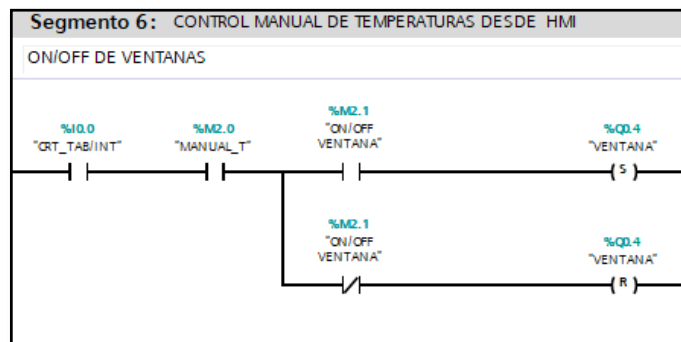 Segmento 6: CONTROL MANUAL DE TEMPERATURAS DESDE HMI
ON/OFF DE VENTANAS
%I0.0
"CRT_TAB/INT"
%M2.0
"MANUAL_T"
%M2.1
"ON/OFF
VENTANA"
%Q0.4
"VENTANA"
S
%M2.1
"ON/OFF
VENTANA"
%Q0.4
"VENTANA"
R